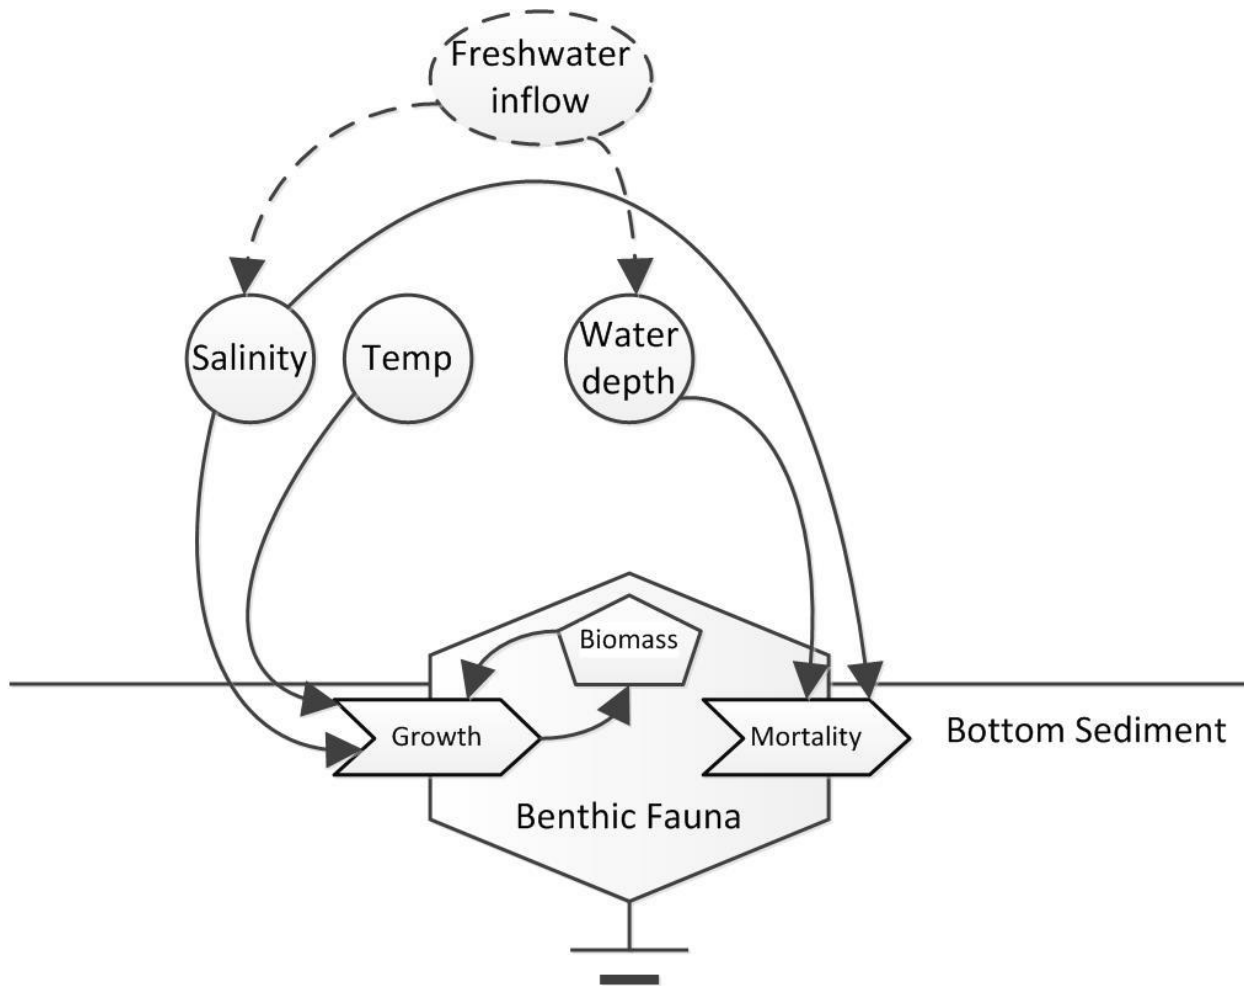 Freshwater
inflow
Salinity
Temp
Water
depth
Biomass
Growth
Mortality
Bottom Sediment
Benthic Fauna